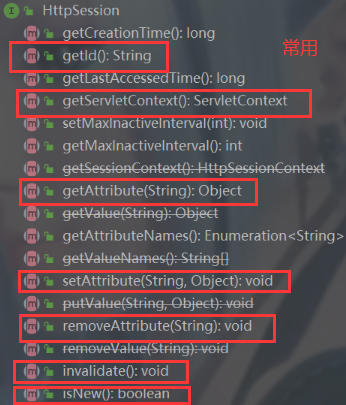 HttpSession
getCreationTime(): long
常用
getId(): String
getLastAccessedTime(): long
getServletContext(): ServletContext
setMaxInactiveInterval(int): void
getMaxInactiveInterval(): int
getSessionContext(): HttpSessionContext
getAttribute(String): Object
getValue(String): Object
getAttributeNames(): Enumeration<String>
getValueNames(): String[]
setAttribute(String, Object): void
putValue(String, Object): void
removeAttribute(String): void
removeValue(String): void
invalidate(): void
isNew(): boolean